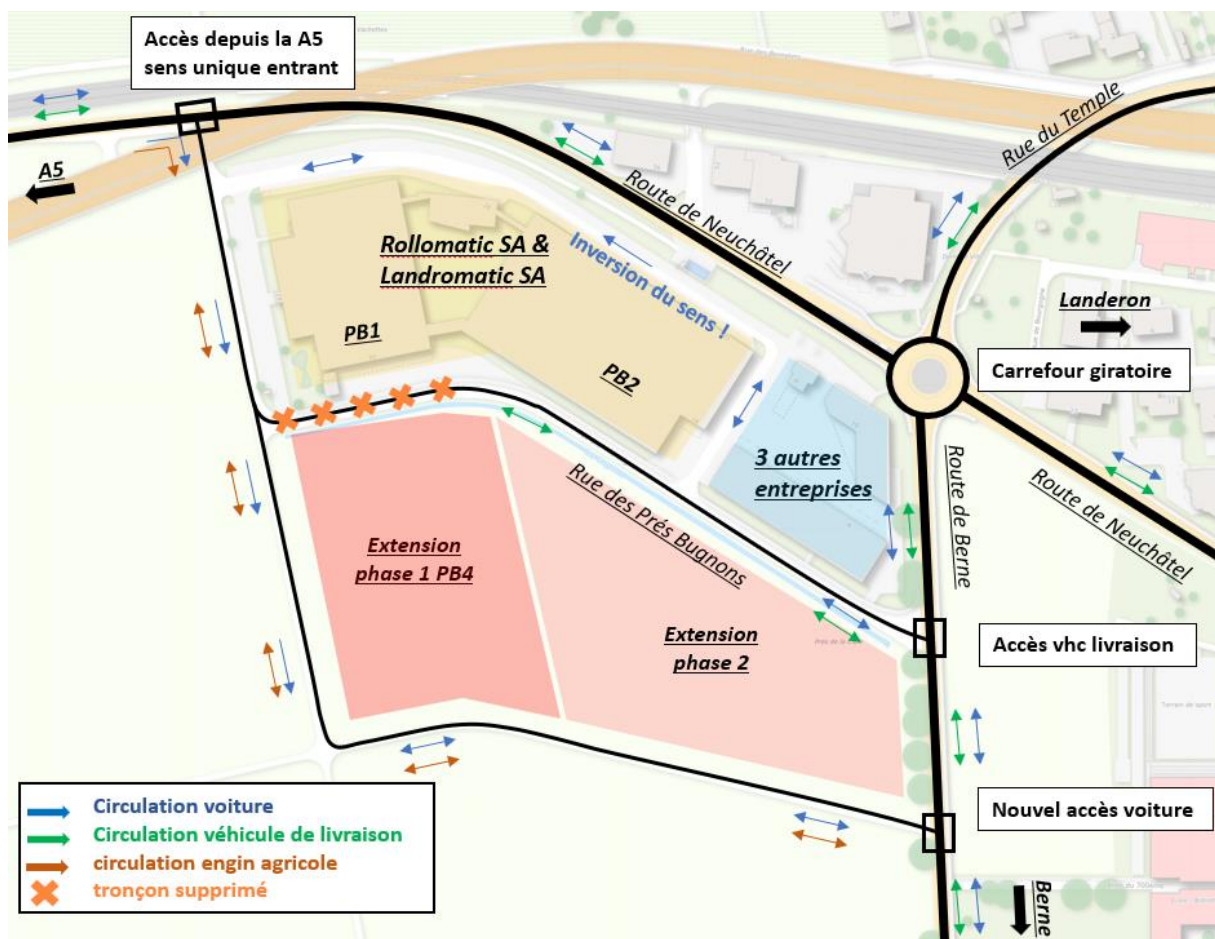 Accès depuis la A5
sens unique entrant
Rue du Temple
A5
Route de Neuchâtel
Rollomatic SA &
Landromatic SA
Inversion du sens !
Landeron
PB1
PB2
Carrefour giratoire
3 autres
entreprises
Route de Berne
Route de Neuchâtel
Rue des Prés Bugnons
Extension
phase 1 PB4
Extension
phase 2
Accès vhc livraison
Terrain de sport
Nouvel accès voiture
Circulation voiture
Circulation véhicule de livraison
circulation engin agricole
tronçon supprimé
Berne